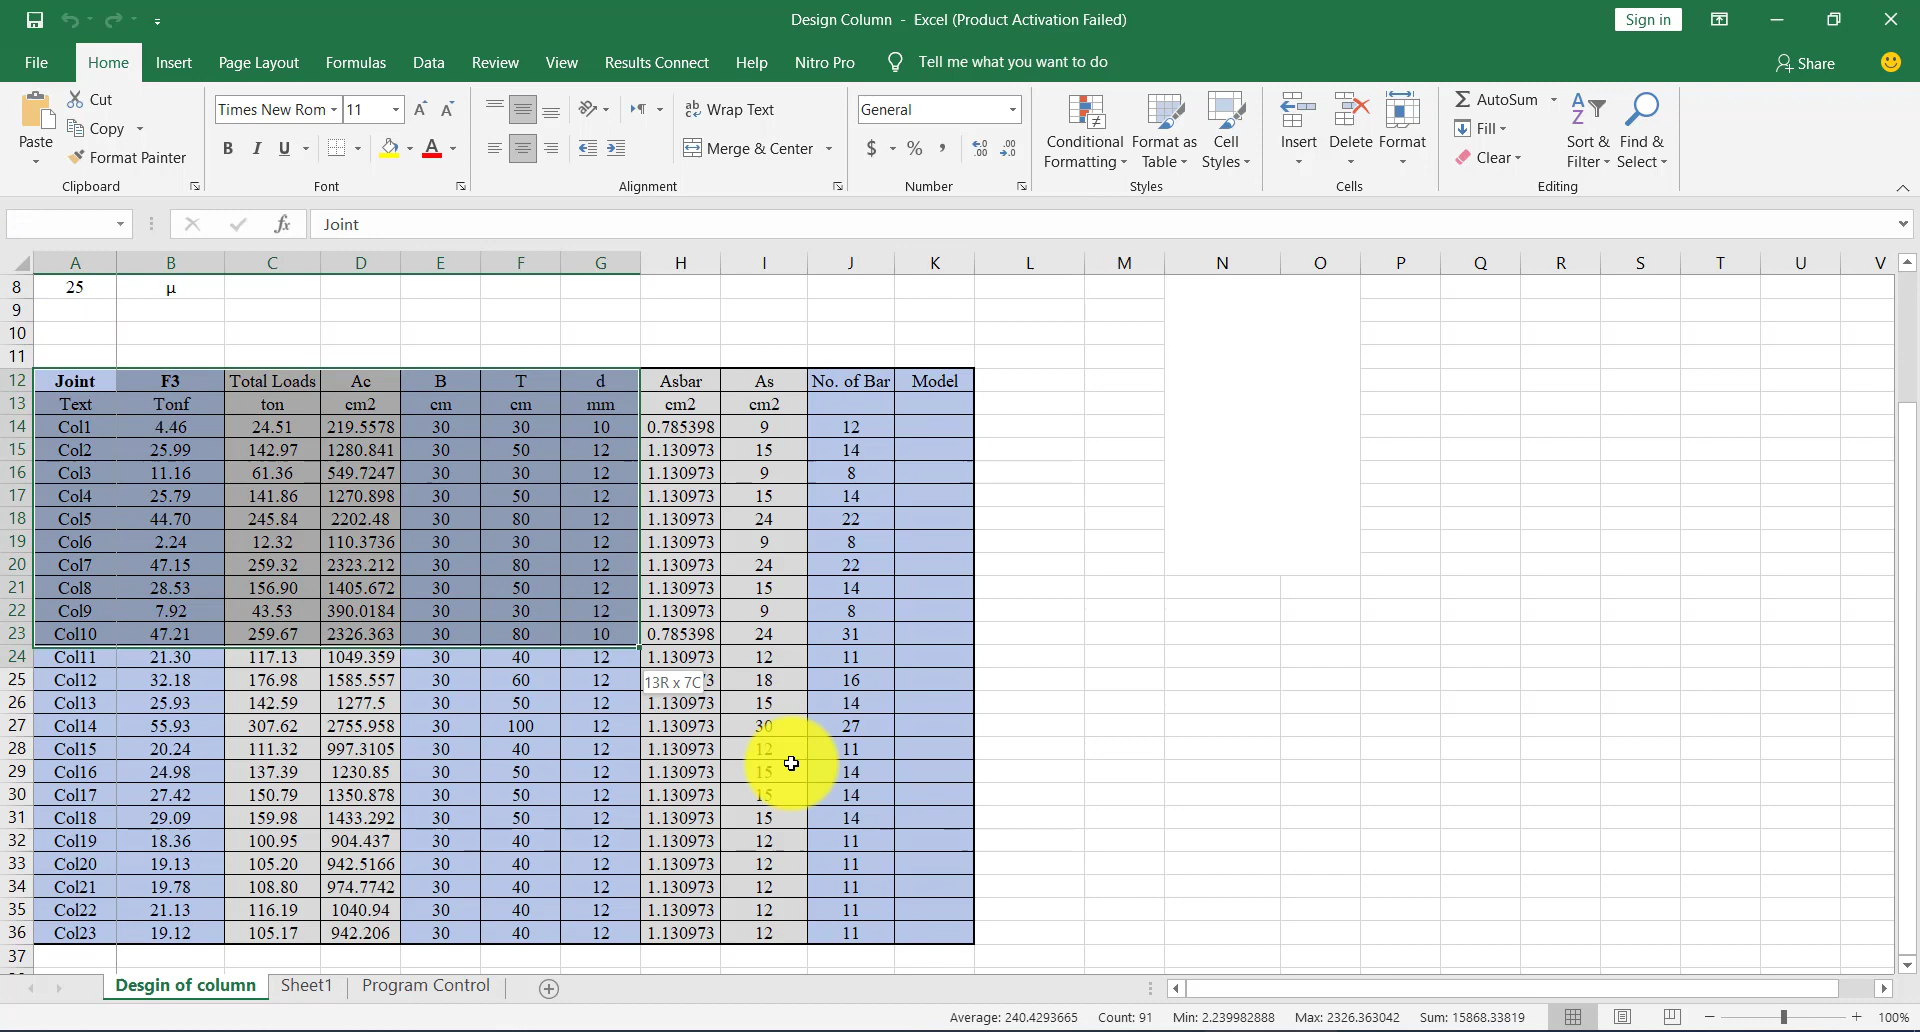 Design Column - Excel (Product Activation Failed)
Sign in
File Home Insert Page Layout Formulas Data Review View Results Connect Help Nitro Pro Tell me what you want to do Share
Paste
Cut
Copy
Format Painter
Clipboard
Times New Rom 11
B I U
Font
Wrap Text
Merge & Center
Alignment
General
$ % ,
Number
Conditional Formatting
Format as Table
Cell Styles
Styles
Insert Delete Format
Cells
AutoSum
Fill
Clear
Sort & Filter
Find & Select
Editing
fx Joint
A B C D E F G H I J K L M N O P Q R S T U V
8 25 µ
9
10
11
12 Joint F3 Total Loads Ac B T d Asbar As No. of Bar Model
13 Text Tonf ton cm2 cm cm mm cm2 cm2
14 Col1 4.46 24.51 219.5578 30 30 10 0.785398 9 12
15 Col2 25.99 142.97 1280.841 30 50 12 1.130973 15 14
16 Col3 11.16 61.36 549.7247 30 30 12 1.130973 9 8
17 Col4 25.79 141.86 1270.898 30 50 12 1.130973 15 14
18 Col5 44.70 245.84 2202.48 30 80 12 1.130973 24 22
19 Col6 2.24 12.32 110.3736 30 30 12 1.130973 9 8
20 Col7 47.15 259.32 2323.212 30 80 12 1.130973 24 22
21 Col8 28.53 156.90 1405.672 30 50 12 1.130973 15 14
22 Col9 7.92 43.53 390.0184 30 30 12 1.130973 9 8
23 Col10 47.21 259.67 2326.363 30 80 10 0.785398 24 31
24 Col11 21.30 117.13 1049.359 30 40 12 1.130973 12 11
25 Col12 32.18 176.98 1585.557 30 60 12 13R x 7C 3 18 16
26 Col13 25.93 142.59 1277.5 30 50 12 1.130973 15 14
27 Col14 55.93 307.62 2755.958 30 100 12 1.130973 30 27
28 Col15 20.24 111.32 997.3105 30 40 12 1.130973 12 11
29 Col16 24.98 137.39 1230.85 30 50 12 1.130973 15 14
30 Col17 27.42 150.79 1350.878 30 50 12 1.130973 15 14
31 Col18 29.09 159.98 1433.292 30 50 12 1.130973 15 14
32 Col19 18.36 100.95 904.437 30 40 12 1.130973 12 11
33 Col20 19.13 105.20 942.5166 30 40 12 1.130973 12 11
34 Col21 19.78 108.80 974.7742 30 40 12 1.130973 12 11
35 Col22 21.13 116.19 1040.94 30 40 12 1.130973 12 11
36 Col23 19.12 105.17 942.206 30 40 12 1.130973 12 11
37
Desgin of column Sheet1 Program Control
Average: 240.4293665 Count: 91 Min: 2.239982888 Max: 2326.363042 Sum: 15868.33819 100%